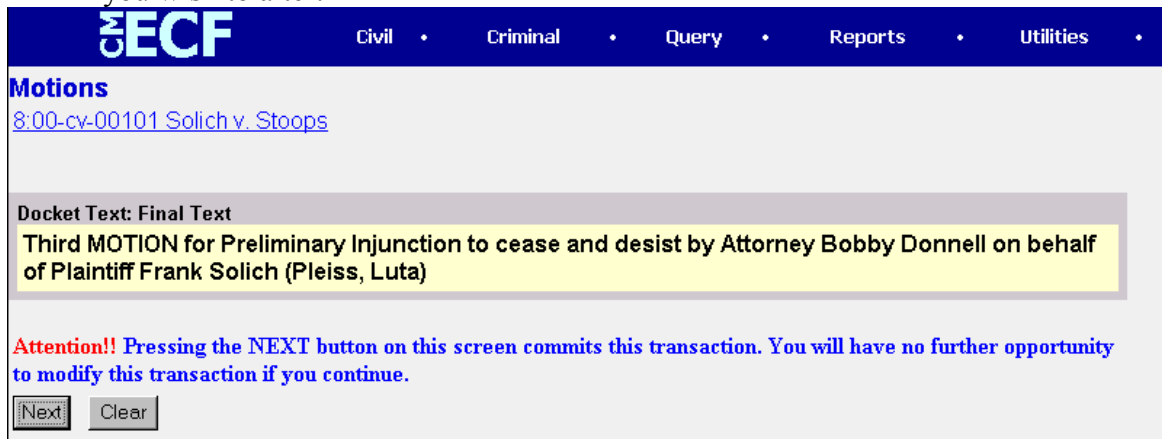 CM ECF Civil • Criminal • Query • Reports • Utilities •
Motions
8:00-cv-00101 Solich v. Stoops
Docket Text: Final Text
Third MOTION for Preliminary Injunction to cease and desist by Attorney Bobby Donnell on behalf
of Plaintiff Frank Solich (Pleiss, Luta)
Attention!! Pressing the NEXT button on this screen commits this transaction. You will have no further opportunity
to modify this transaction if you continue.
Next Clear